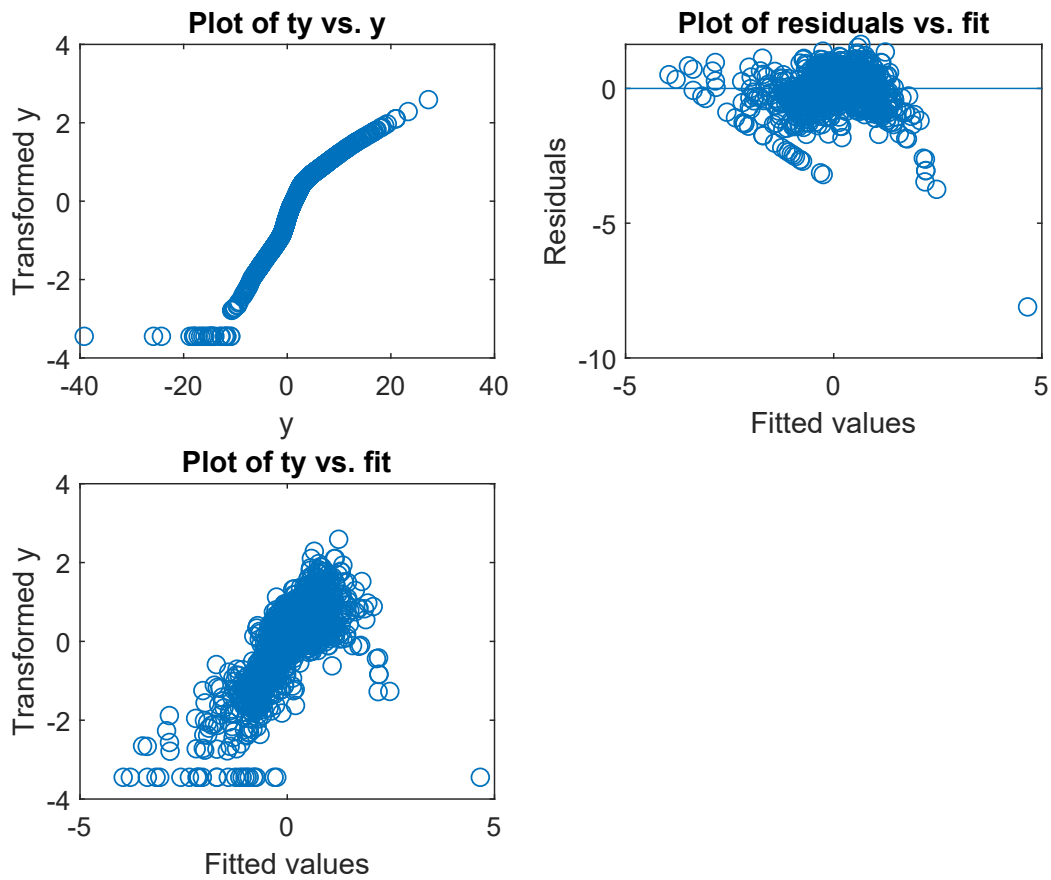 Plot of ty vs. y
Transformed y
4
2
0
-2
-4
-40
-20
0
20
40
y
Plot of residuals vs. fit
Residuals
0
-5
-10
-5
0
5
Fitted values
Plot of ty vs. fit
Transformed y
4
2
0
-2
-4
-5
0
5
Fitted values